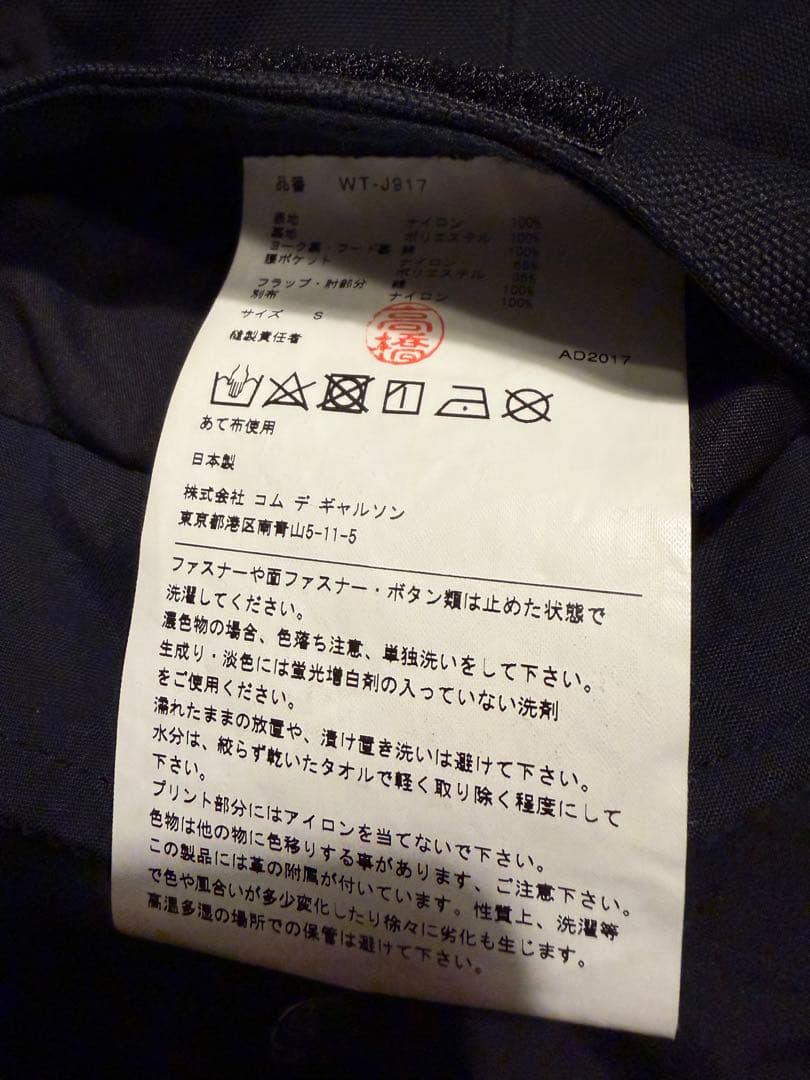 品番 WT-J917
表地 ナイロン 100%
裏地 ポリエステル 100%
ヨーク裏・フード裏 綿 100%
腰ポケット ナイロン 65%
ポリエステル 35%
フラップ・肘部分 綿 100%
別布 ナイロン 100%
サイズ S
縫製責任者 高橋
AD2017
あて布使用
日本製
株式会社 コム デ ギャルソン
東京都港区南青山5-11-5
ファスナーや面ファスナー・ボタン類は止めた状態で
洗濯してください。
濃色物の場合、色落ち注意、単独洗いをして下さい。
生成り・淡色には蛍光増白剤の入っていない洗剤
をご使用ください。
濡れたままの放置や、漬け置き洗いは避けて下さい。
水分は、絞らず乾いたタオルで軽く取り除く程度にして
下さい。
プリント部分にはアイロンを当てないで下さい。
色物は他の物に色移りする事があります、ご注意下さい。
この製品には革の附属が付いています。性質上、洗濯等
で色や風合いが多少変化したり徐々に劣化も生じます。
高温多湿の場所での保管は避けて下さい。